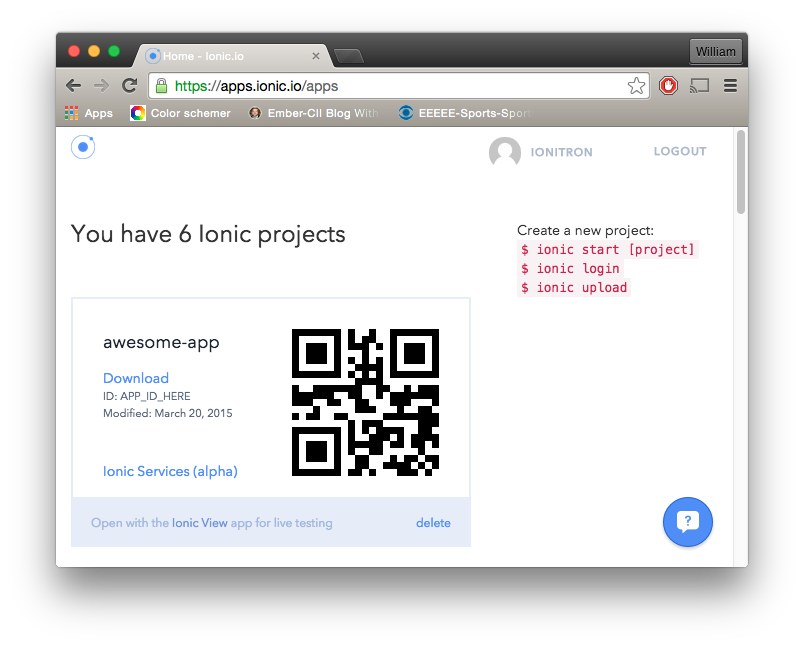 Home - Ionic.io
William
https://apps.ionic.io/apps
Apps
Color schemer
Ember-Cli Blog With
EEEEE-Sports-Sport
IONITRON
LOGOUT
You have 6 Ionic projects
Create a new project:
$ ionic start [project]
$ ionic login
$ ionic upload
awesome-app
Download
ID: APP_ID_HERE
Modified: March 20, 2015
Ionic Services (alpha)
Open with the Ionic View app for live testing
delete
?